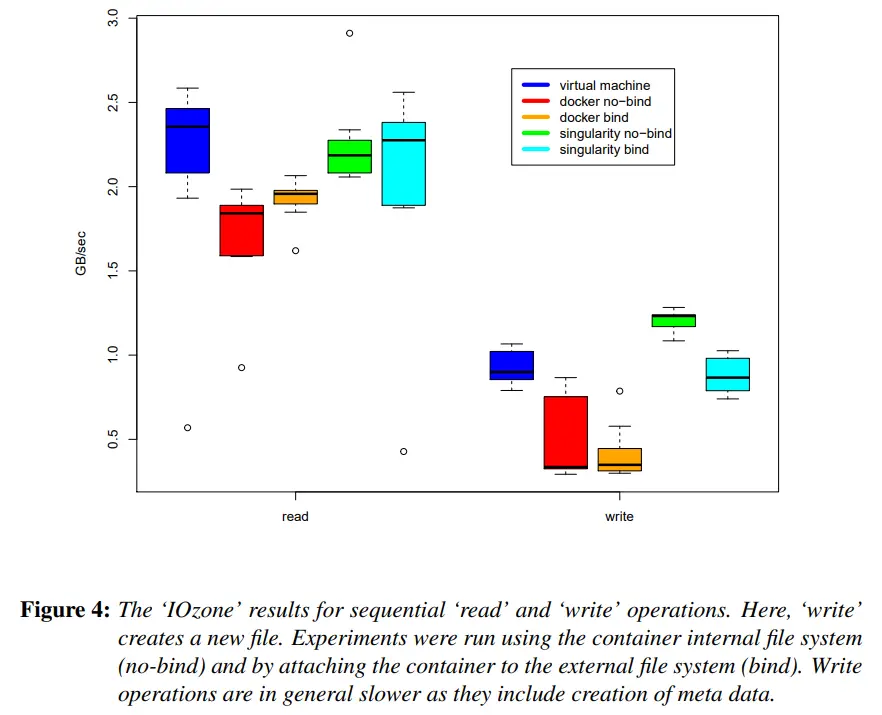 3.0
2.5
2.0
1.5
1.0
0.5
GB/sec
virtual machine
docker no−bind
docker bind
singularity no−bind
singularity bind
read write
Figure 4: The ‘IOzone’ results for sequential ‘read’ and ‘write’ operations. Here, ‘write’
creates a new file. Experiments were run using the container internal file system
(no-bind) and by attaching the container to the external file system (bind). Write
operations are in general slower as they include creation of meta data.